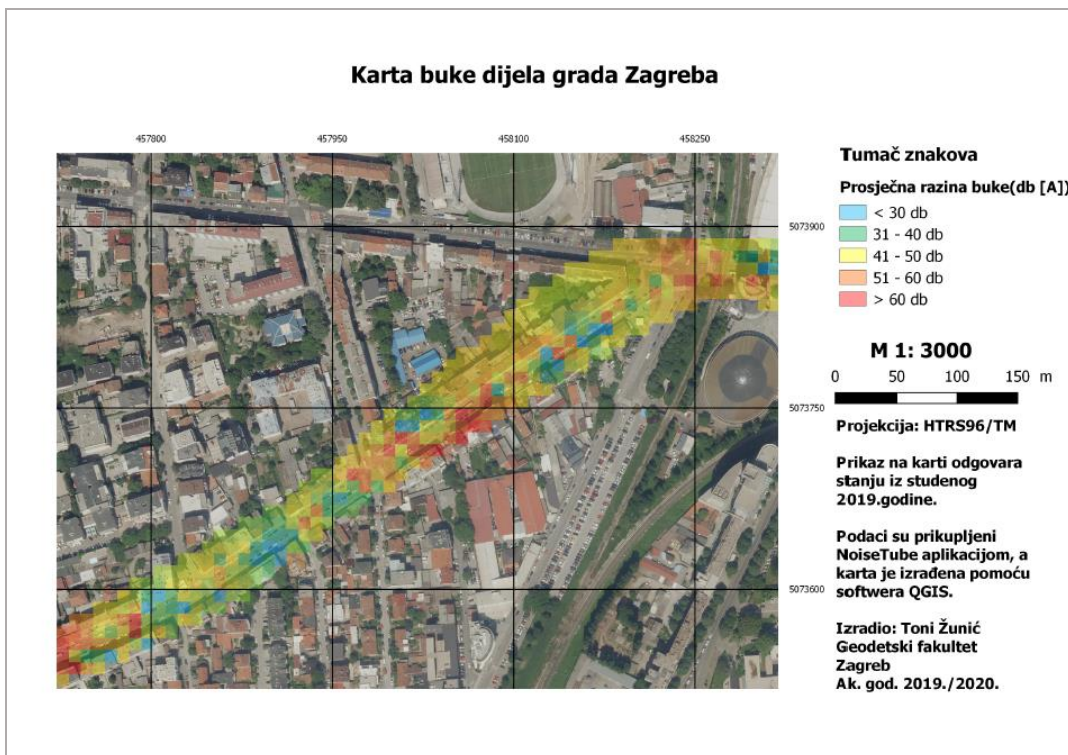 Karta buke dijela grada Zagreba
457800 457950 458100 458250
5073900
5073750
5073600
Tumač znakova
Prosječna razina buke(db [A])
< 30 db
31 - 40 db
41 - 50 db
51 - 60 db
> 60 db
M 1: 3000
0 50 100 150 m
Projekcija: HTRS96/TM
Prikaz na karti odgovara
stanju iz studenog
2019.godine.
Podaci su prikupljeni
NoiseTube aplikacijom, a
karta je izrađena pomoću
softwera QGIS.
Izradio: Toni Žunić
Geodetski fakultet
Zagreb
Ak. god. 2019./2020.